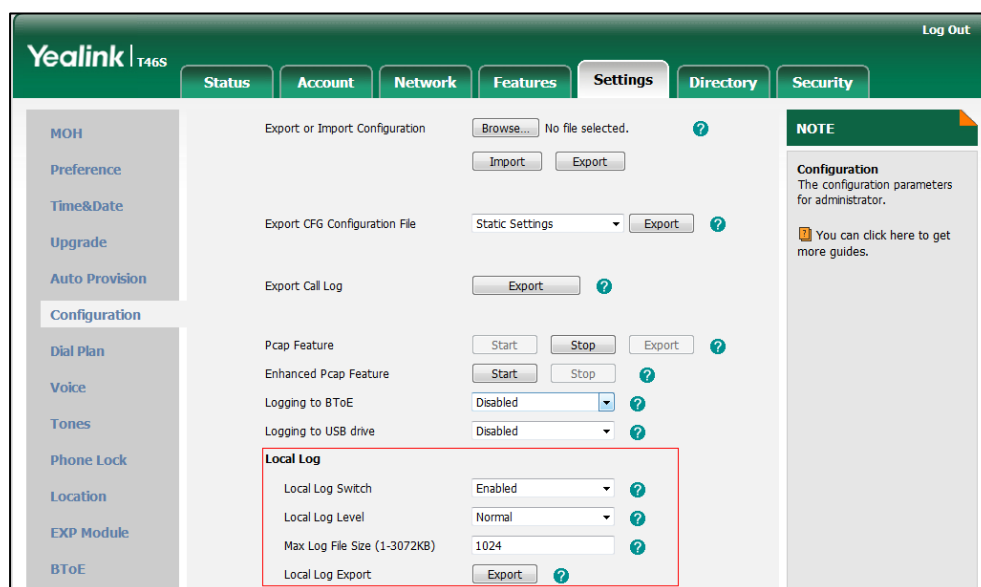 Log Out
Yealink | T46S
Status Account Network Features Settings Directory Security
MOH
Preference
Time&Date
Upgrade
Auto Provision
Configuration
Dial Plan
Voice
Tones
Phone Lock
Location
EXP Module
BToE
Export or Import Configuration Browse... No file selected. ?
Import Export
Export CFG Configuration File Static Settings Export ?
Export Call Log Export ?
Pcap Feature Start Stop Export ?
Enhanced Pcap Feature Start Stop ?
Logging to BToE Disabled ?
Logging to USB drive Disabled ?
Local Log
Local Log Switch Enabled ?
Local Log Level Normal ?
Max Log File Size (1-3072KB) 1024 ?
Local Log Export Export ?
NOTE
Configuration
The configuration parameters
for administrator.
? You can click here to get
more guides.